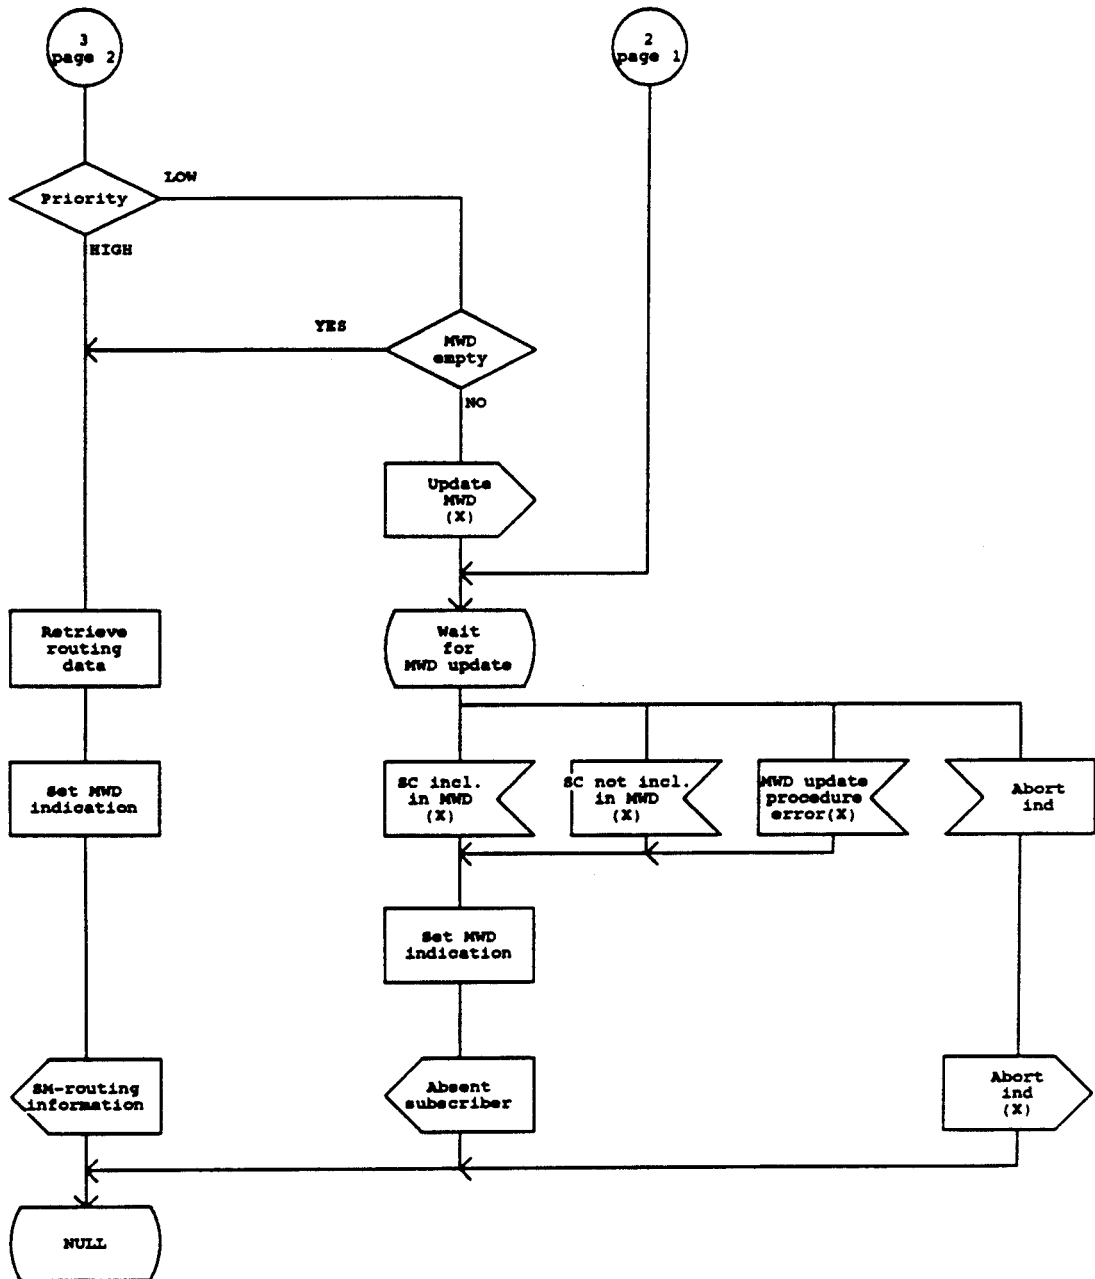 3
page 2
2
page 1
LOW
Priority
HIGH
YES
MWD
empty
NO
Update
MWD
(X)
Retrieve
routing
data
Wait
for
MWD update
Set MWD
indication
SC incl.
in MWD
(X)
SC not incl.
in MWD
(X)
MWD update
procedure
error(X)
Abort
ind
Set MWD
indication
SM-routing
information
Absent
subscriber
Abort
ind
(X)
NULL